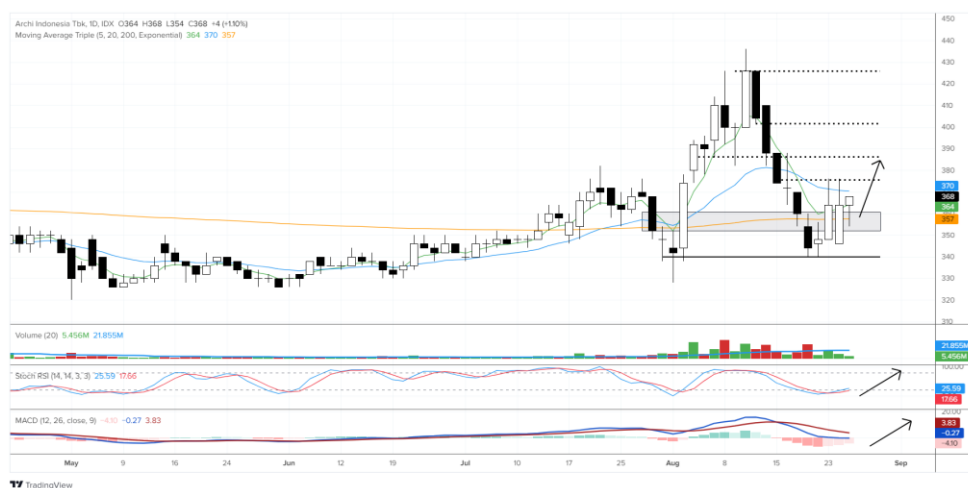 Archi Indonesia Tbk, 1D, IDX O364 H368 L354 C368 +4 (+1.10%)
Moving Average Triple (5, 20, 200, Exponential) 364 370 357
450
440
430
420
410
400
390
380
370
368
364
357
350
340
330
320
310
Volume (20) 5.456M 21.855M
21.855M
5.456M
100.00
Stoch RSI (14, 14, 3, 3) 25.59 17.66
25.59
17.66
20.00
MACD (12, 26, close, 9) −4.10 −0.27 3.83
3.83
−0.27
−4.10
May 9 16 24 Jun 12 19 Jul 10 17 25 Aug 8 15 23 Sep
TradingView